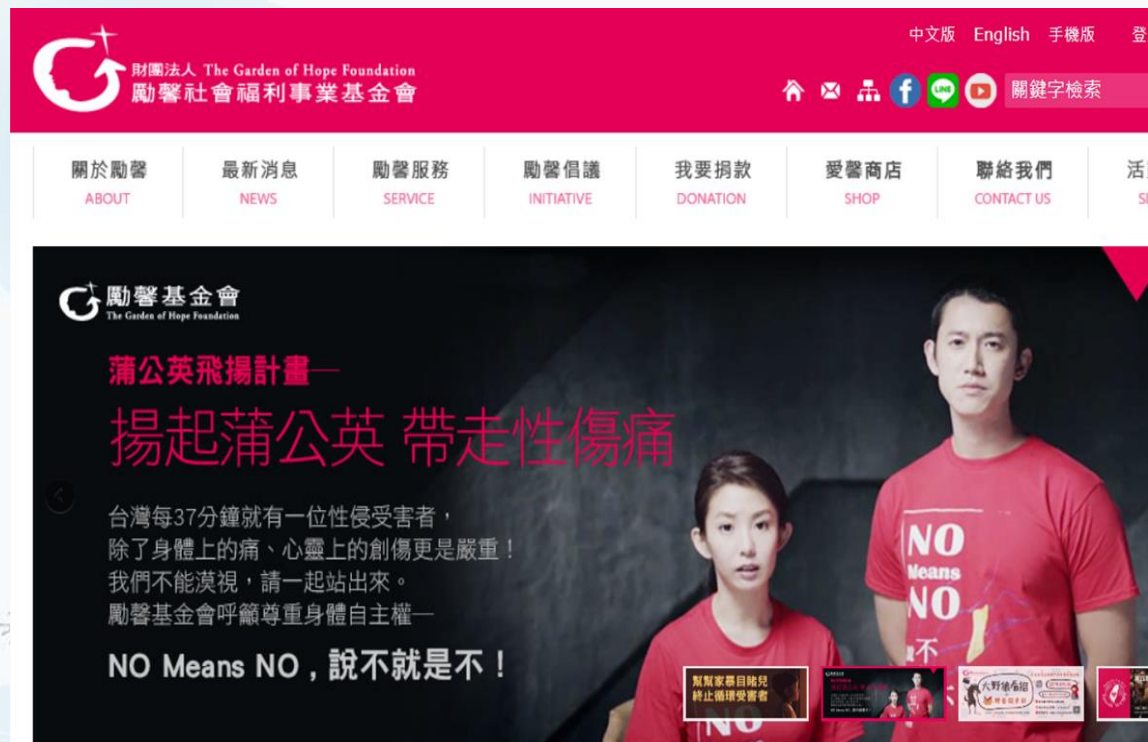 中文版 English 手機版 登
財團法人 The Garden of Hope Foundation
勵馨社會福利事業基金會
LINE
關鍵字檢索
關於勵馨 最新消息 勵馨服務 勵馨倡議 我要捐款 愛馨商店 聯絡我們 活
ABOUT NEWS SERVICE INITIATIVE DONATION SHOP CONTACT US
勵馨基金會
The Garden of Hope Foundation
蒲公英飛揚計畫—
揚起蒲公英 帶走性傷痛
台灣每37分鐘就有一位性侵受害者，
除了身體上的痛、心靈上的創傷更是嚴重！
我們不能漠視，請一起站出來。
勵馨基金會呼籲尊重身體自主權—
NO Means NO，說不就是不！
NO
Means
NO
不
NO
幫幫家暴目睹兒
終止循環受害者